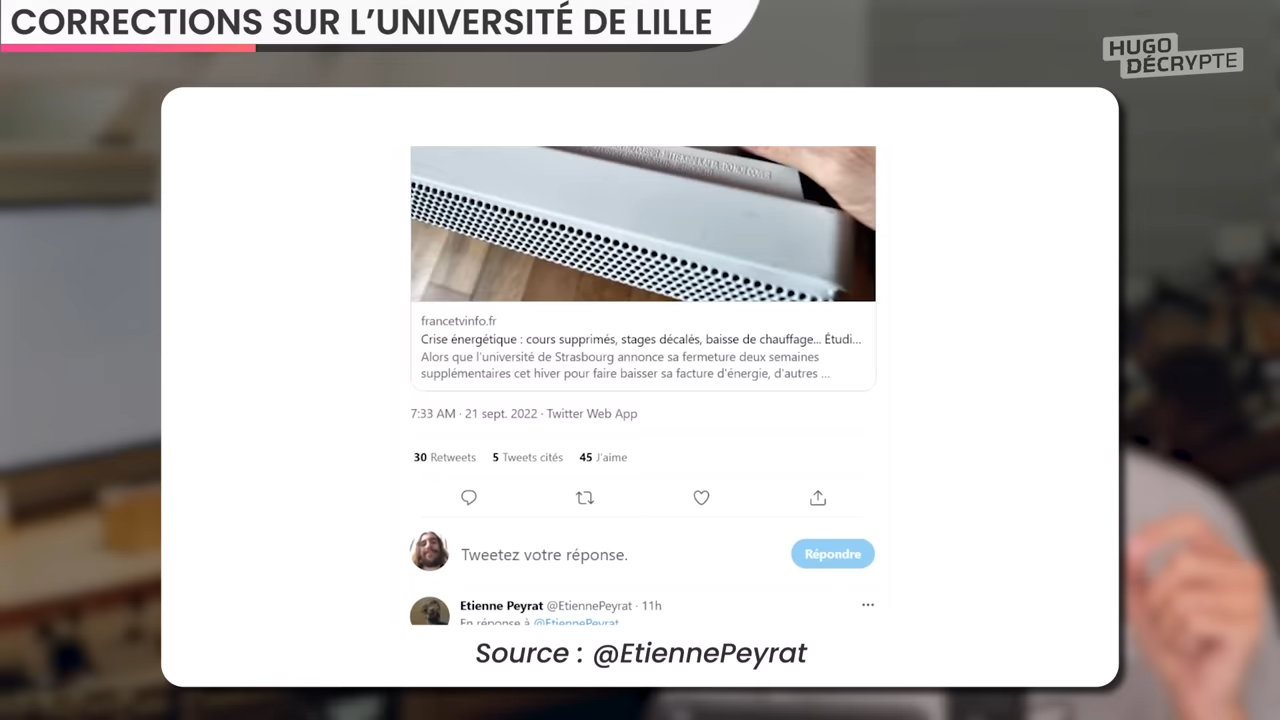 CORRECTIONS SUR L'UNIVERSITÉ DE LILLE
HUGO
DÉCRYPTE
francetvinfo.fr
Crise énergétique : cours supprimés, stages décalés, baisse de chauffage... Étudi...
Alors que l'université de Strasbourg annonce sa fermeture deux semaines
supplémentaires cet hiver pour faire baisser sa facture d'énergie, d'autres ...
7:33 AM · 21 sept. 2022 · Twitter Web App
30 Retweets 5 Tweets cités 45 J'aime
Tweetez votre réponse.
Répondre
Etienne Peyrat @EtiennePeyrat · 11h
En réponse à @EtiennePeyrat
Source : @EtiennePeyrat